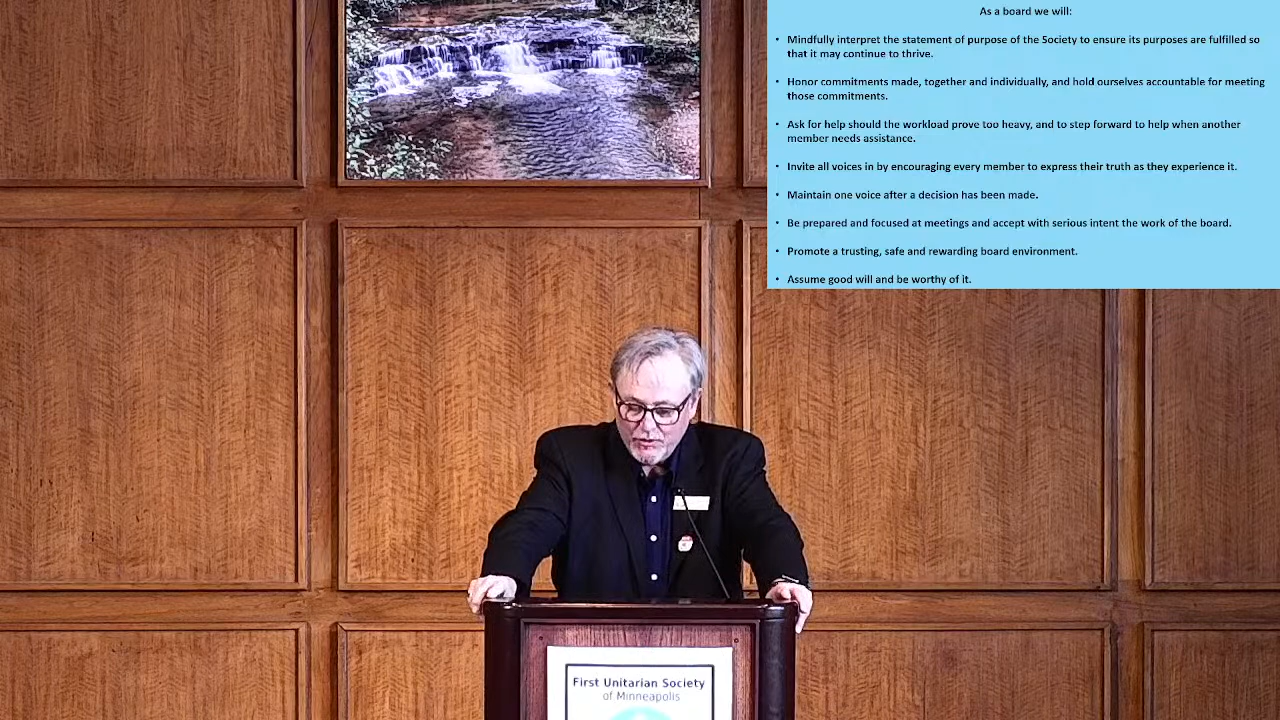 As a board we will:
• Mindfully interpret the statement of purpose of the Society to ensure its purposes are fulfilled so
that it may continue to thrive.
• Honor commitments made, together and individually, and hold ourselves accountable for meeting
those commitments.
• Ask for help should the workload prove too heavy, and to step forward to help when another
member needs assistance.
• Invite all voices in by encouraging every member to express their truth as they experience it.
• Maintain one voice after a decision has been made.
• Be prepared and focused at meetings and accept with serious intent the work of the board.
• Promote a trusting, safe and rewarding board environment.
• Assume good will and be worthy of it.
First Unitarian Society
of Minneapolis